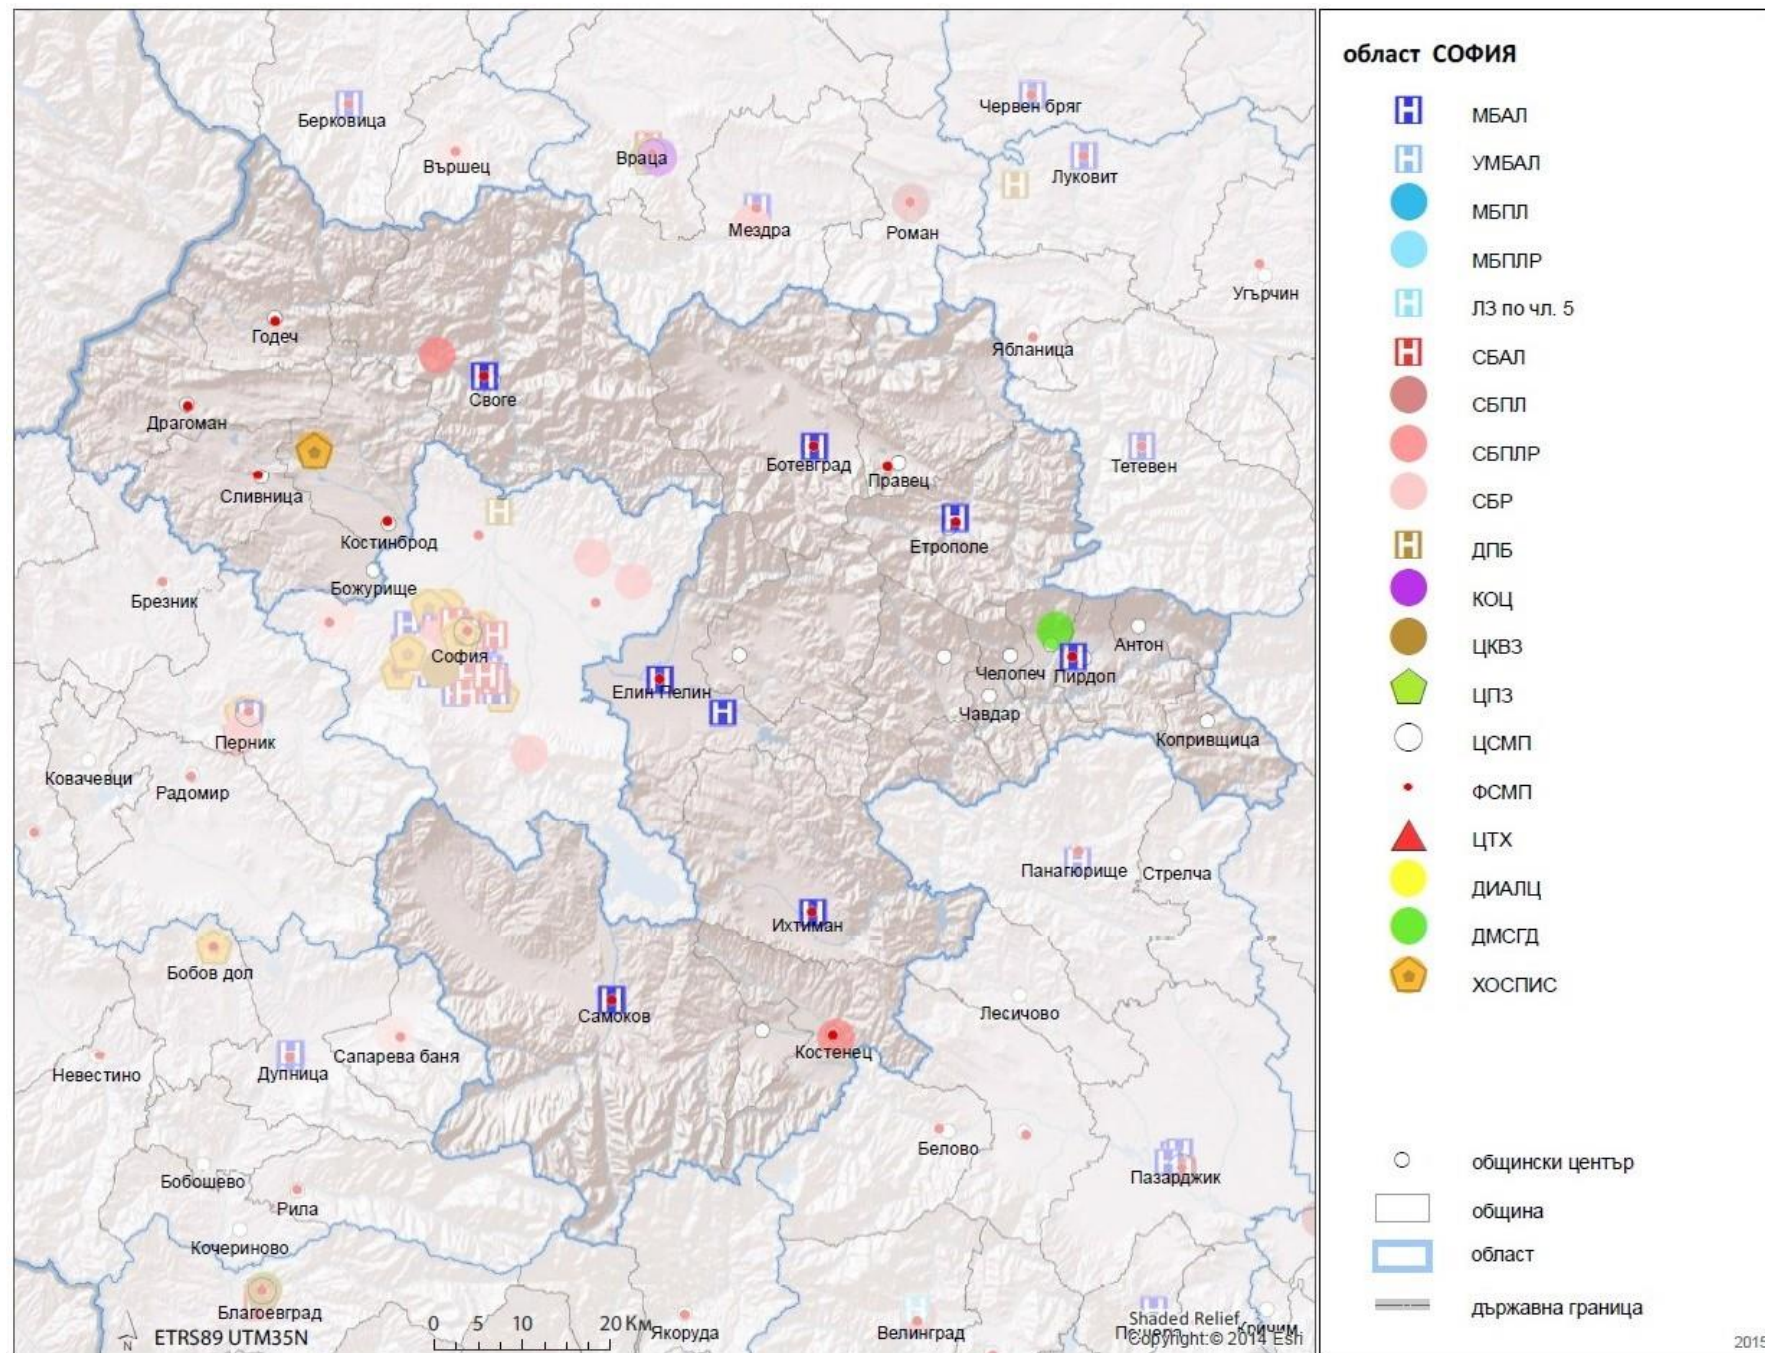 област СОФИЯ
МБАЛ
УМБАЛ
МБПЛ
МБПЛР
ЛЗ по чл. 5
СБАЛ
СБПЛ
СБПЛР
СБР
ДПБ
КОЦ
ЦКВЗ
ЦПЗ
ЦСМП
ФСМП
ЦТХ
ДИАЛЦ
ДМСГД
ХОСПИС
общински център
община
област
държавна граница
2015
Червен бряг
Берковица
Враца
Вършец
Луковит
Мездра
Роман
Угърчин
Годеч
Ябланица
Своге
Драгоман
Ботевград
Тетевен
Правец
Сливница
Костинброд
Етрополе
Божурище
Брезник
Антон
София
Челопеч
Пирдоп
Елин Пелин
Чавдар
Перник
Копривщица
Ковачевци
Радомир
Панагюрище
Стрелча
Ихтиман
Бобов дол
Лесичово
Самоков
Костенец
Сапарева баня
Невестино
Дупница
Белово
Пазарджик
Бобошево
Рила
Кочериново
Благоевград
Якоруда
Велинград
Кричим
N
ETRS89 UTM35N
0 5 10 20 Км
Shaded Relief
Copyright:© 2014 Esri